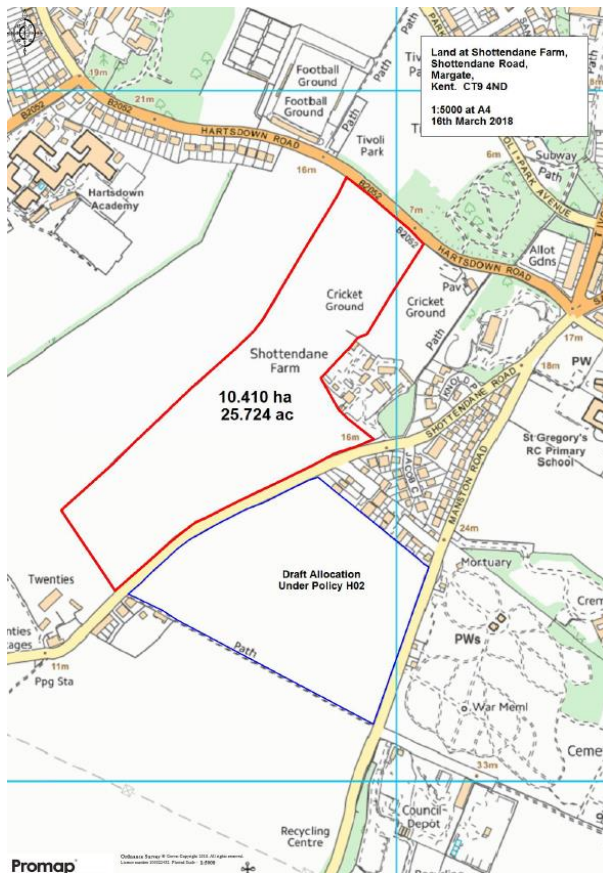 Land at Shottendane Farm,
Shottendane Road,
Margate,
Kent. CT9 4ND
1:5000 at A4
16th March 2018
Football
Ground
Football
Ground
Path
19m
B2052
21m
HARTSDOWN ROAD
Tivoli
Park
16m
6m
Subway
Path
PARK AVENUE
Hartsdown
Academy
B2052
7m
B2052
HARTSDOWN ROAD
Allot
Gdns
Pav
Cricket
Ground
Cricket
Ground
Path
17m
Shottendane
Farm
18m
PW
10.410 ha
25.724 ac
SHOTTENDANE ROAD
16m
St Gregory's
RC Primary
School
MANSTON ROAD
24m
Mortuary
Draft Allocation
Under Policy H02
Twenties
Crem
PWs
Path
11m
Ppg Sta
War Meml
Ceme
33m
Council
Depot
Recycling
Centre
Promap